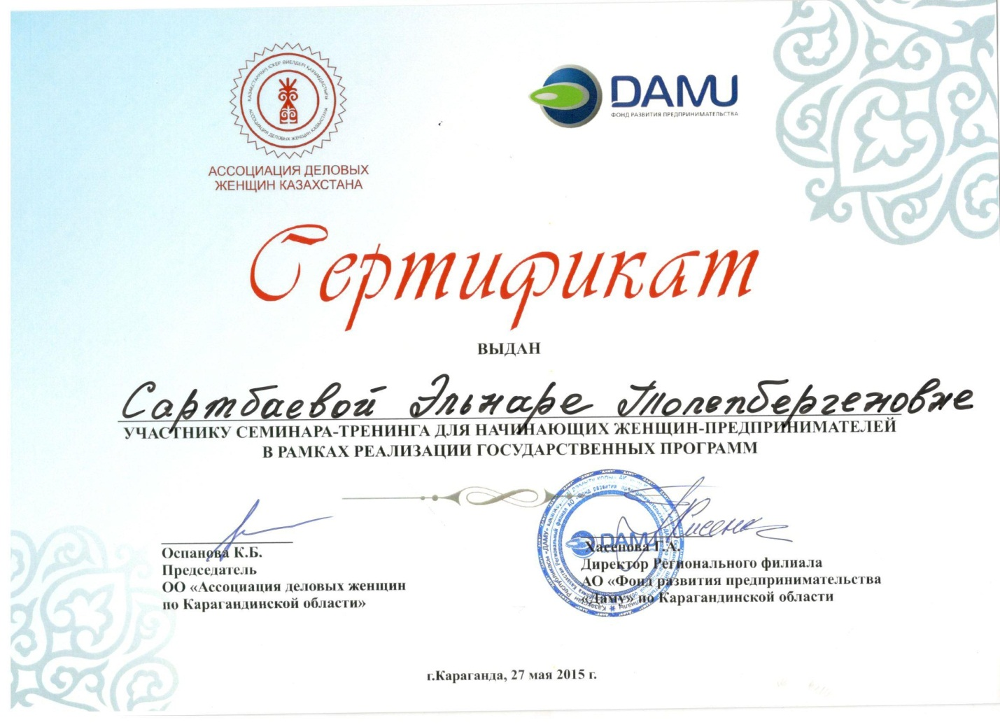 ҚАЗАҚСТАННЫҢ ІСКЕР ӘЙЕЛДЕРІ ҚАУЫМДАСТЫҒЫ
АССОЦИАЦИЯ ДЕЛОВЫХ ЖЕНЩИН КАЗАХСТАНА
АССОЦИАЦИЯ ДЕЛОВЫХ
ЖЕНЩИН КАЗАХСТАНА
DAMU
ФОНД РАЗВИТИЯ ПРЕДПРИНИМАТЕЛЬСТВА
Сертификат
ВЫДАН
Сартбаевой Эльнаре Толепбергеновне
УЧАСТНИКУ СЕМИНАРА-ТРЕНИНГА ДЛЯ НАЧИНАЮЩИХ ЖЕНЩИН-ПРЕДПРИНИМАТЕЛЕЙ
В РАМКАХ РЕАЛИЗАЦИИ ГОСУДАРСТВЕННЫХ ПРОГРАММ
Оспанова К.Б.
Председатель
ОО «Ассоциация деловых женщин
по Карагандинской области»
DAMU
Хасенова Г.А.
Директор Регионального филиала
АО «Фонд развития предпринимательства
«Даму» по Карагандинской области
г.Караганда, 27 мая 2015 г.